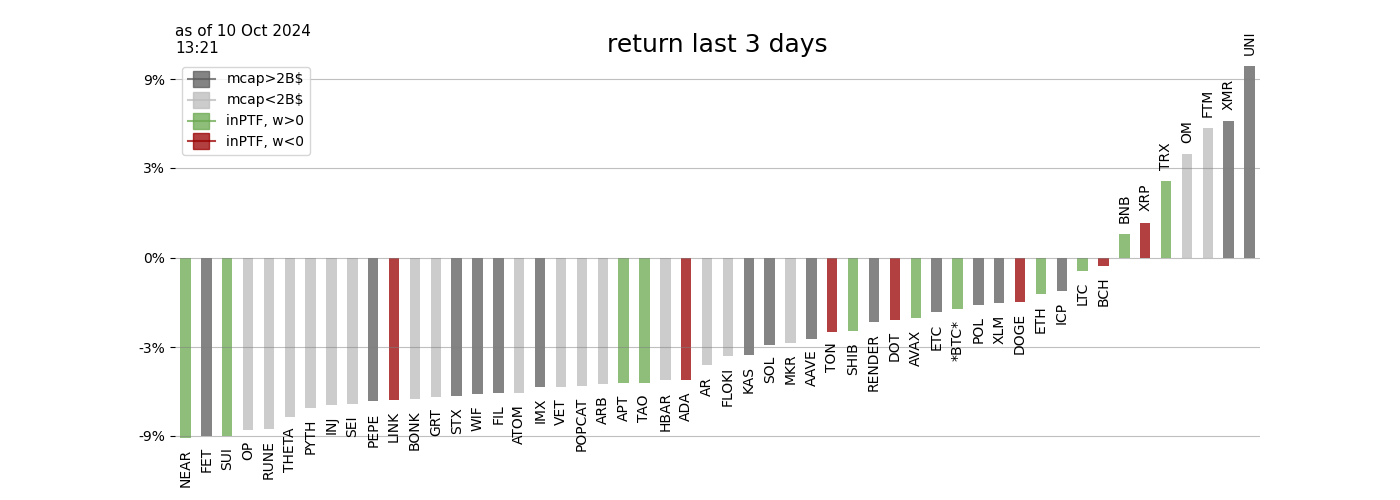 as of 10 Oct 2024
13:21
return last 3 days
mcap>2B$
mcap<2B$
inPTF, w>0
inPTF, w<0
9%
3%
0%
-3%
-9%
NEAR
FET
SUI
OP
RUNE
THETA
PYTH
INJ
SEI
PEPE
LINK
BONK
GRT
STX
WIF
FIL
ATOM
IMX
VET
POPCAT
ARB
APT
TAO
HBAR
ADA
AR
FLOKI
KAS
SOL
MKR
AAVE
TON
SHIB
RENDER
DOT
AVAX
ETC
*BTC*
POL
XLM
DOGE
ETH
ICP
LTC
BCH
BNB
XRP
TRX
OM
FTM
XMR
UNI